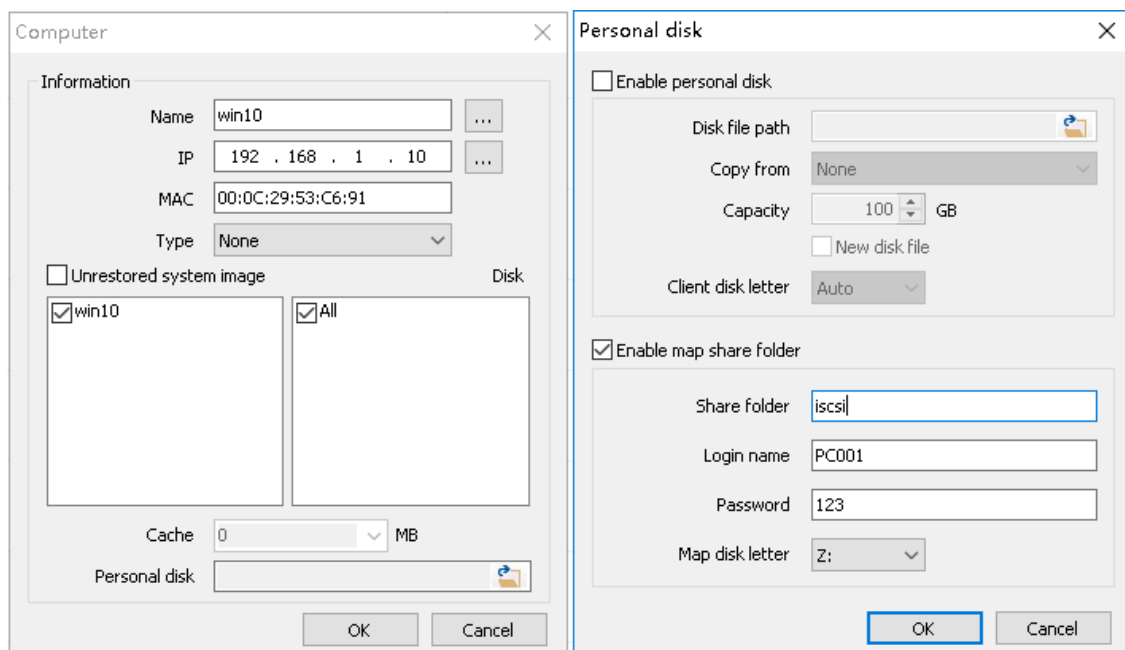 Computer
Information
Name win10 ...
IP 192 . 168 . 1 . 10 ...
MAC 00:0C:29:53:C6:91
Type None
Unrestored system image Disk
win10 All
Cache 0 MB
Personal disk
OK Cancel
Personal disk
Enable personal disk
Disk file path
Copy from None
Capacity 100 GB
New disk file
Client disk letter Auto
Enable map share folder
Share folder iscsi
Login name PC001
Password 123
Map disk letter Z:
OK Cancel